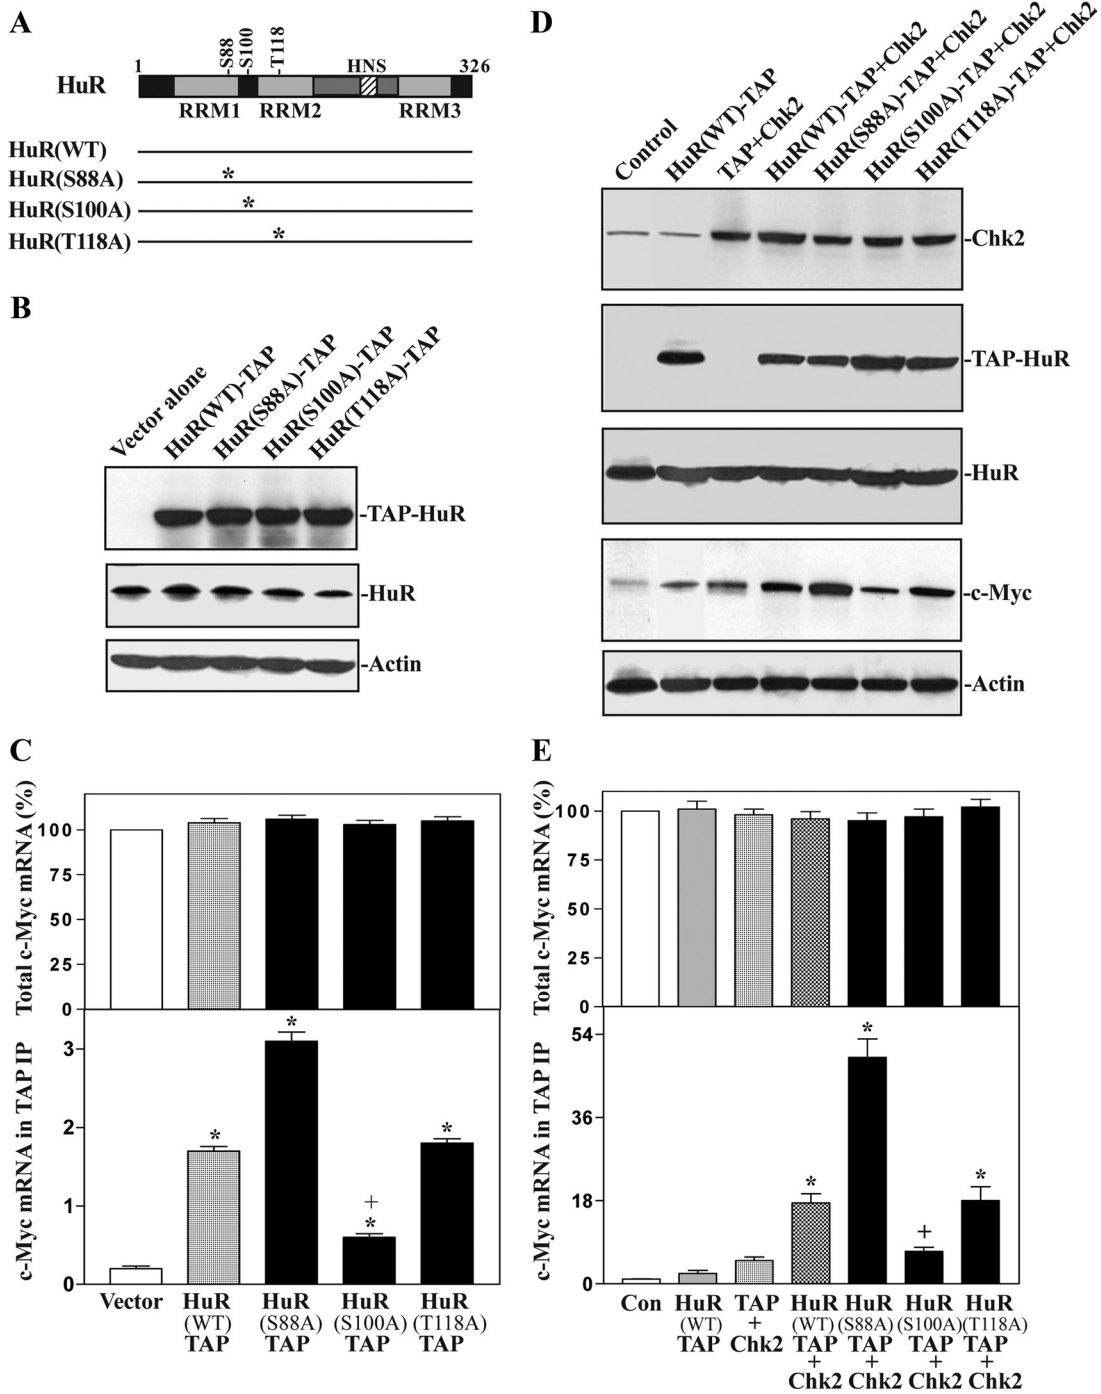 A
S88
S100
T118
1
HNS
326
HuR
RRM1
RRM2
RRM3
HuR(WT)
HuR(S88A)
*
HuR(S100A)
*
HuR(T118A)
*
B
Vector alone
HuR(WT)-TAP
HuR(S88A)-TAP
HuR(S100A)-TAP
HuR(T118A)-TAP
-TAP-HuR
-HuR
-Actin
C
Total c-Myc mRNA (%)
100
75
50
25
0
c-Myc mRNA in TAP IP
3
2
1
0
*
*
+
*
*
Vector
HuR
(WT)
TAP
HuR
(S88A)
TAP
HuR
(S100A)
TAP
HuR
(T118A)
TAP
D
Control
HuR(WT)-TAP
TAP+Chk2
HuR(WT)-TAP+Chk2
HuR(S88A)-TAP+Chk2
HuR(S100A)-TAP+Chk2
HuR(T118A)-TAP+Chk2
-Chk2
-TAP-HuR
-HuR
-c-Myc
-Actin
E
Total c-Myc mRNA (%)
100
75
50
25
0
c-Myc mRNA in TAP IP
54
36
18
0
*
*
+
*
Con
HuR
(WT)
TAP
TAP
+
Chk2
HuR
(WT)
TAP
+
Chk2
HuR
(S88A)
TAP
+
Chk2
HuR
(S100A)
TAP
+
Chk2
HuR
(T118A)
TAP
+
Chk2